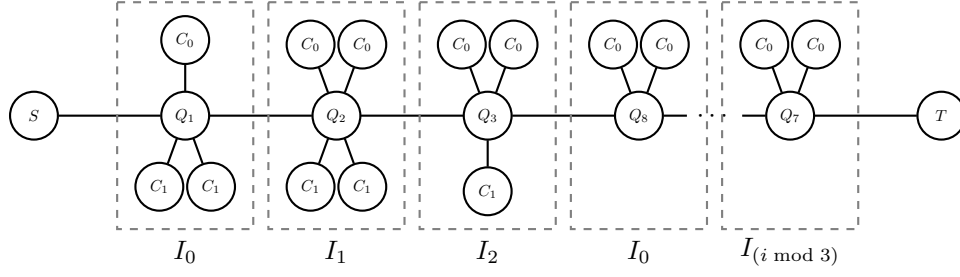 C₀ C₀ C₀ C₀ C₀ C₀ C₀ C₀ C₀
S Q₁ Q₂ Q₃ Q₈ ··· Q₇ T
C₁ C₁ C₁ C₁ C₁
I₀ I₁ I₂ I₀ I₍ᵢ mod 3₎